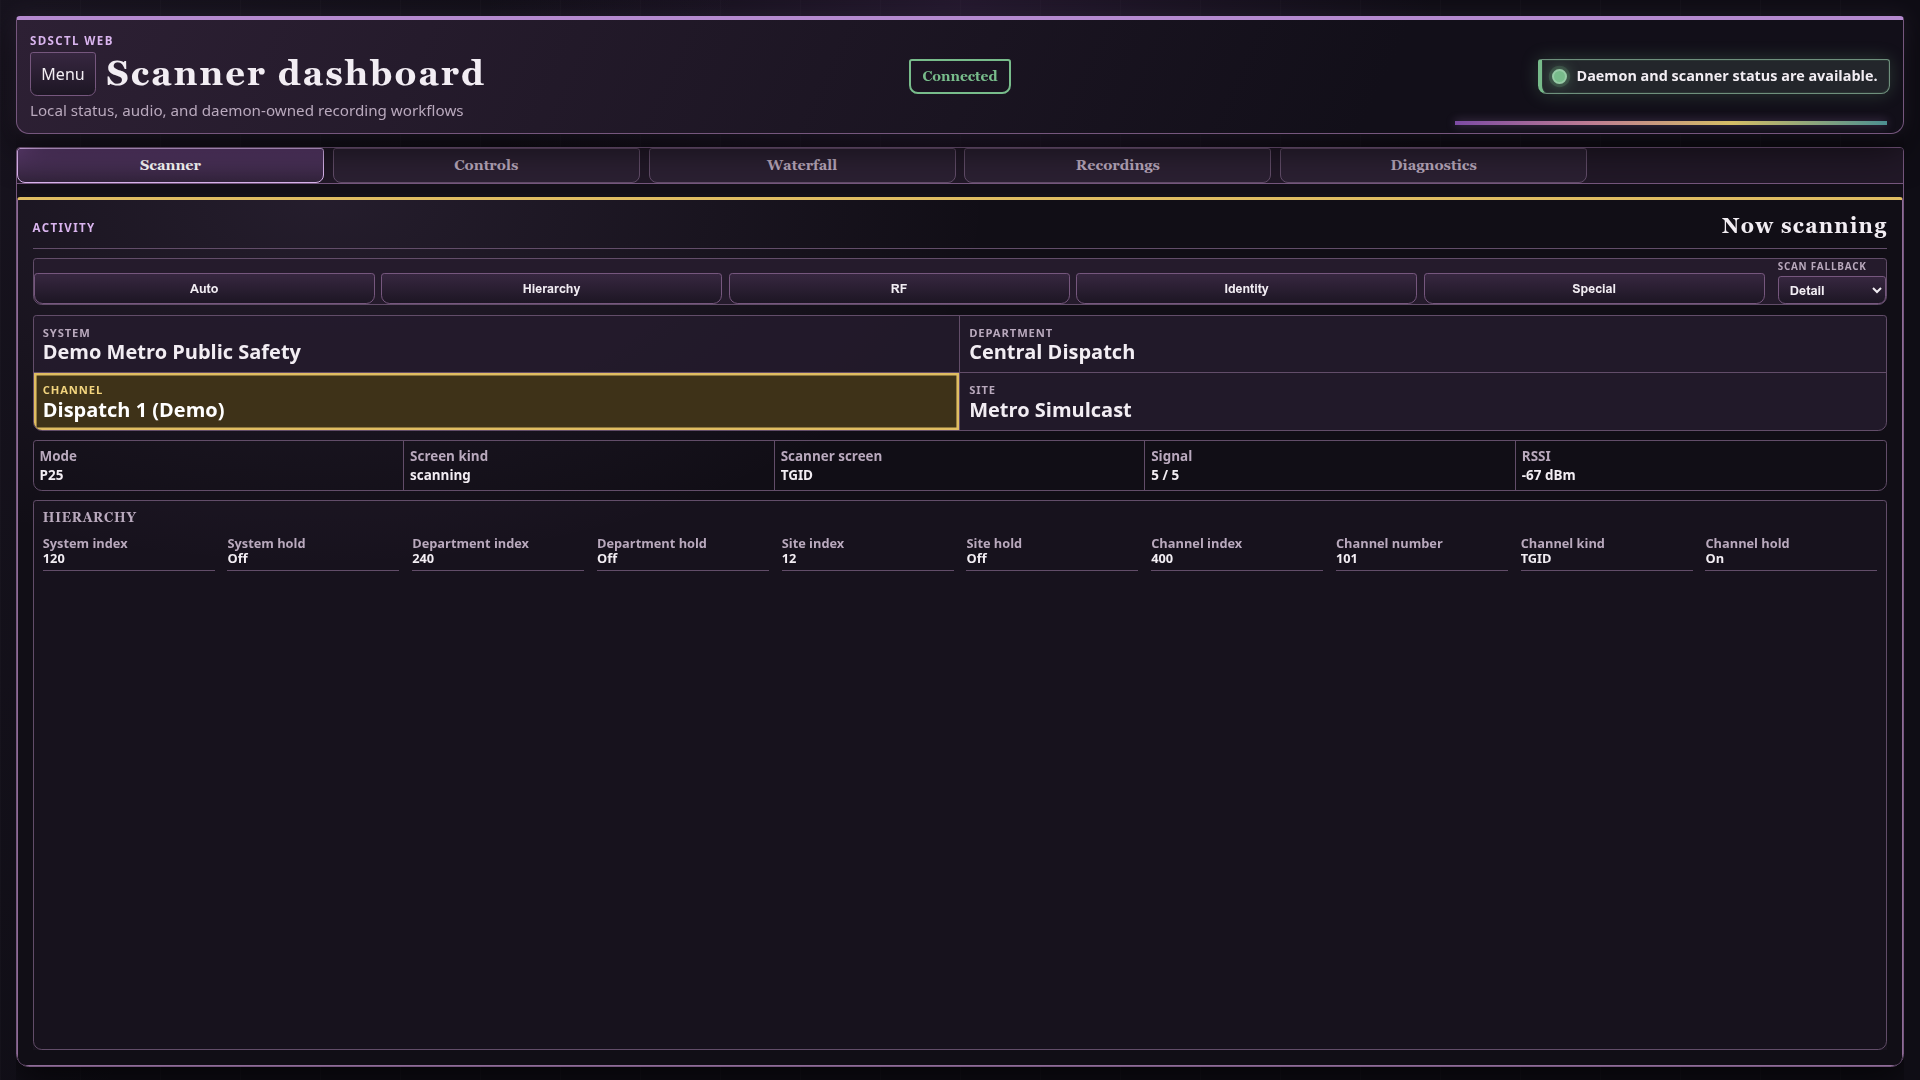 SDSCTL WEB
Menu
Scanner dashboard
Local status, audio, and daemon-owned recording workflows
Connected
Daemon and scanner status are available.
Scanner
Controls
Waterfall
Recordings
Diagnostics
ACTIVITY
Now scanning
Auto
Hierarchy
RF
Identity
Special
SCAN FALLBACK
Detail
SYSTEM
Demo Metro Public Safety
DEPARTMENT
Central Dispatch
CHANNEL
Dispatch 1 (Demo)
SITE
Metro Simulcast
Mode
P25
Screen kind
scanning
Scanner screen
TGID
Signal
5 / 5
RSSI
-67 dBm
HIERARCHY
System index
120
System hold
Off
Department index
240
Department hold
Off
Site index
12
Site hold
Off
Channel index
400
Channel number
101
Channel kind
TGID
Channel hold
On